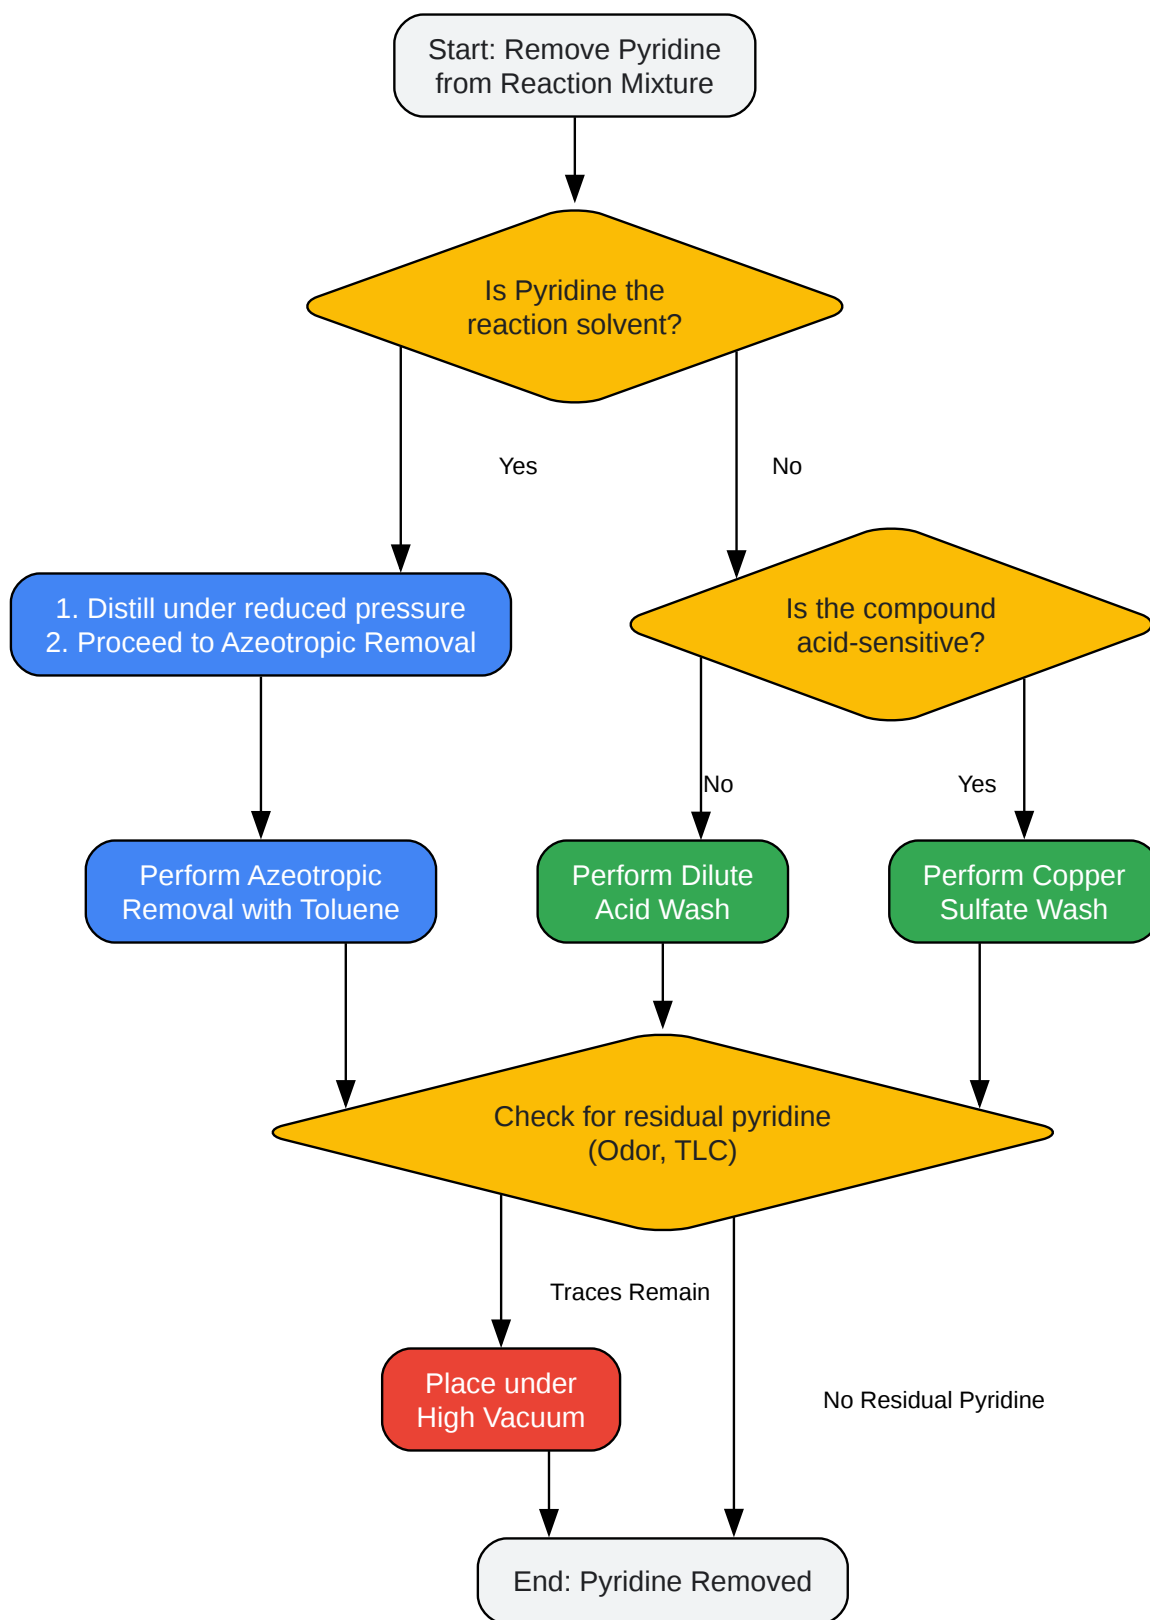 Start: Remove Pyridine
from Reaction Mixture
Is Pyridine the
reaction solvent?
Yes
No
1. Distill under reduced pressure
2. Proceed to Azeotropic Removal
Is the compound
acid-sensitive?
No
Yes
Perform Azeotropic
Removal with Toluene
Perform Dilute
Acid Wash
Perform Copper
Sulfate Wash
Check for residual pyridine
(Odor, TLC)
Traces Remain
Place under
High Vacuum
No Residual Pyridine
End: Pyridine Removed